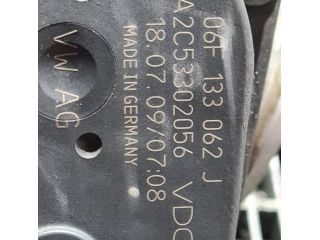 06F 133 062 J
A2C53302056 VDO
18.07.09/07:08
MADE IN GERMANY
VW AG